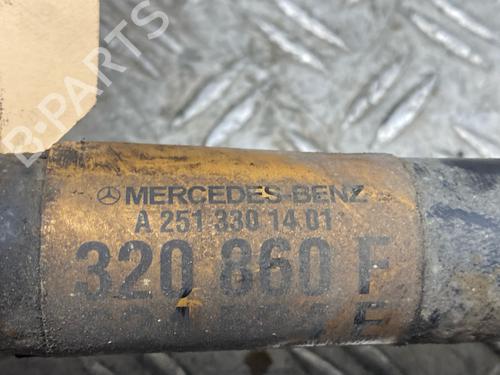 B-PARTS
MERCEDES-BENZ
A 251 330 14 01
320 860 F